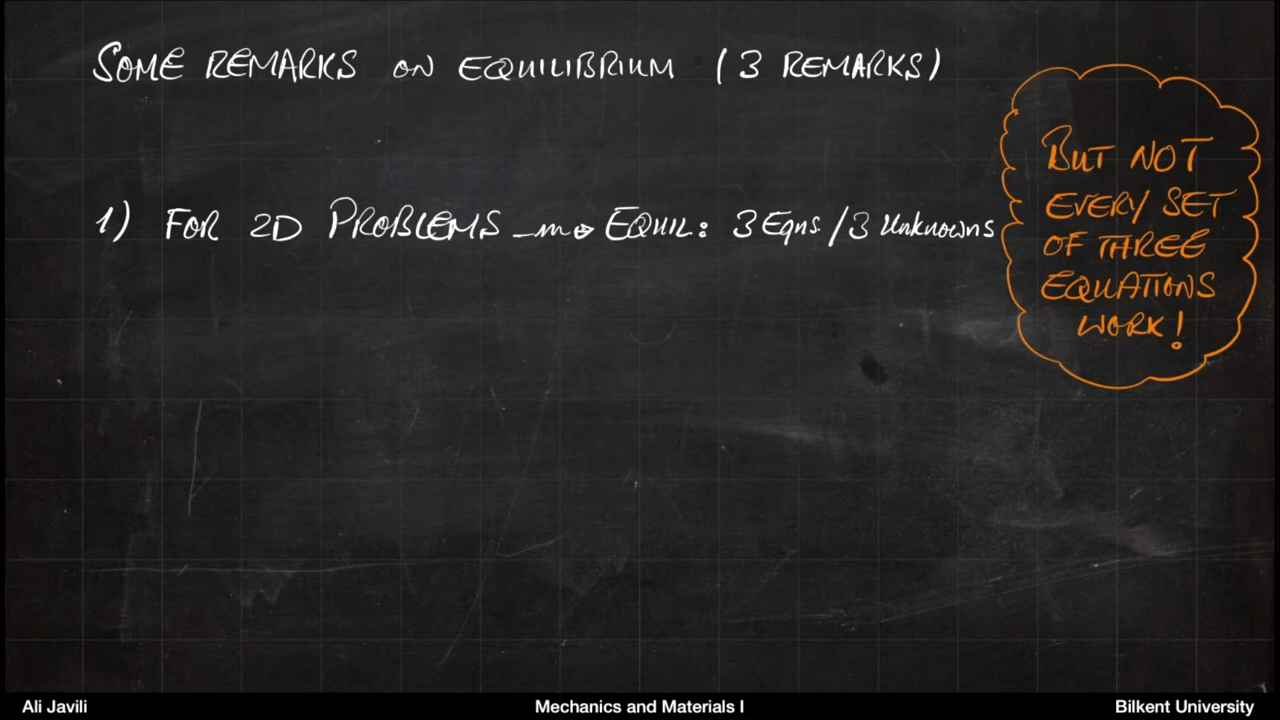 SOME REMARKS ON EQUILIBRIUM (3 REMARKS)
1) FOR 2D PROBLEMS → EQUIL: 3 Eqns / 3 Unknowns
BUT NOT
EVERY SET
OF THREE
EQUATIONS
WORK!
Ali Javili
Mechanics and Materials I
Bilkent University